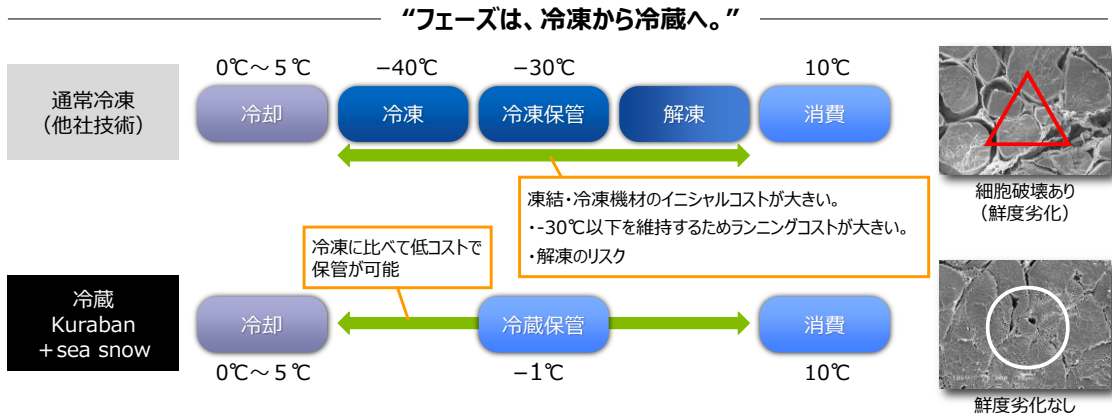 “フェーズは、冷凍から冷蔵へ。”
0℃～5℃
−40℃
−30℃
10℃
通常冷凍
（他社技術）
冷却
冷凍
冷凍保管
解凍
消費
細胞破壊あり
（鮮度劣化）
凍結・冷凍機材のイニシャルコストが大きい。
・-30℃以下を維持するためランニングコストが大きい。
・解凍のリスク
冷凍に比べて低コストで
保管が可能
冷蔵
Kuraban
＋sea snow
冷却
冷蔵保管
消費
0℃～5℃
−1℃
10℃
鮮度劣化なし